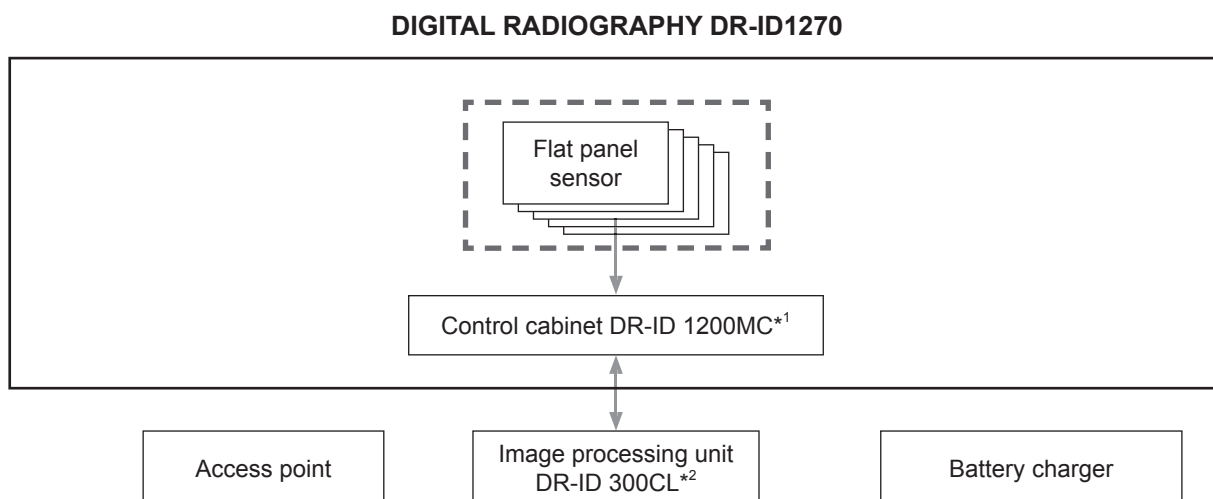 DIGITAL RADIOGRAPHY DR-ID1270
Flat panel
sensor
Control cabinet DR-ID 1200MC*1
Access point
Image processing unit
DR-ID 300CL*2
Battery charger